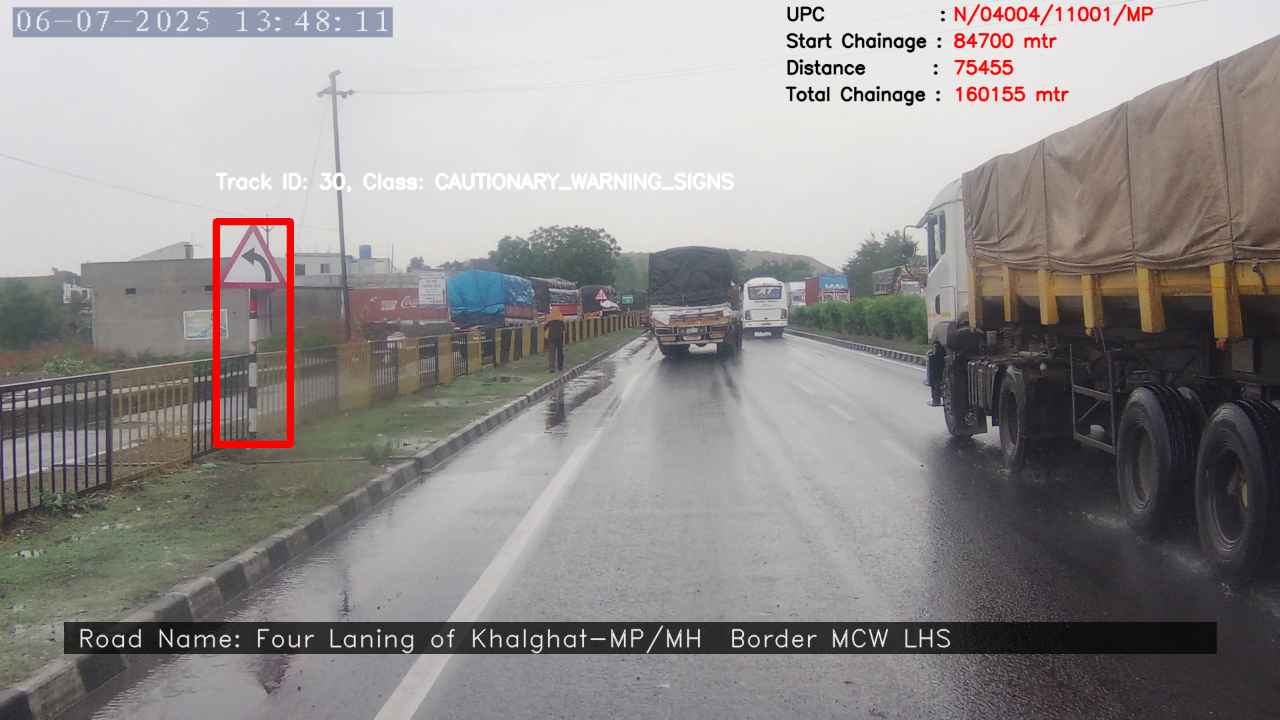 06-07-2025 13:48:11
UPC : N/04004/11001/MP
Start Chainage : 84700 mtr
Distance : 75455
Total Chainage : 160155 mtr
Track ID: 30, Class: CAUTIONARY_WARNING_SIGNS
Road Name: Four Laning of Khalghat-MP/MH Border MCW LHS